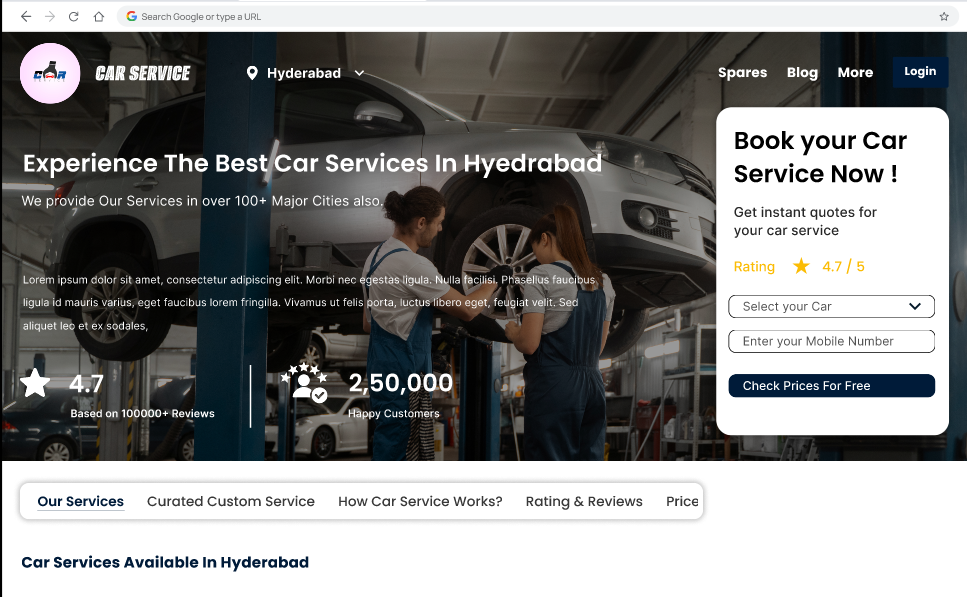 Search Google or type a URL
CAR
CAR SERVICE
Hyderabad
Spares
Blog
More
Login
Experience The Best Car Services In Hyedrabad
We provide Our Services in over 100+ Major Cities also.
Lorem ipsum dolor sit amet, consectetur adipiscing elit. Morbi nec egestas ligula. Nulla facilisi. Phasellus faucibus
ligula id mauris varius, eget faucibus lorem fringilla. Vivamus ut felis porta, luctus libero eget, feugiat velit. Sed
aliquet leo et ex sodales,
4.7
Based on 100000+ Reviews
2,50,000
Happy Customers
Book your Car
Service Now !
Get instant quotes for
your car service
Rating 4.7 / 5
Select your Car
Enter your Mobile Number
Check Prices For Free
Our Services
Curated Custom Service
How Car Service Works?
Rating & Reviews
Price
Car Services Available In Hyderabad